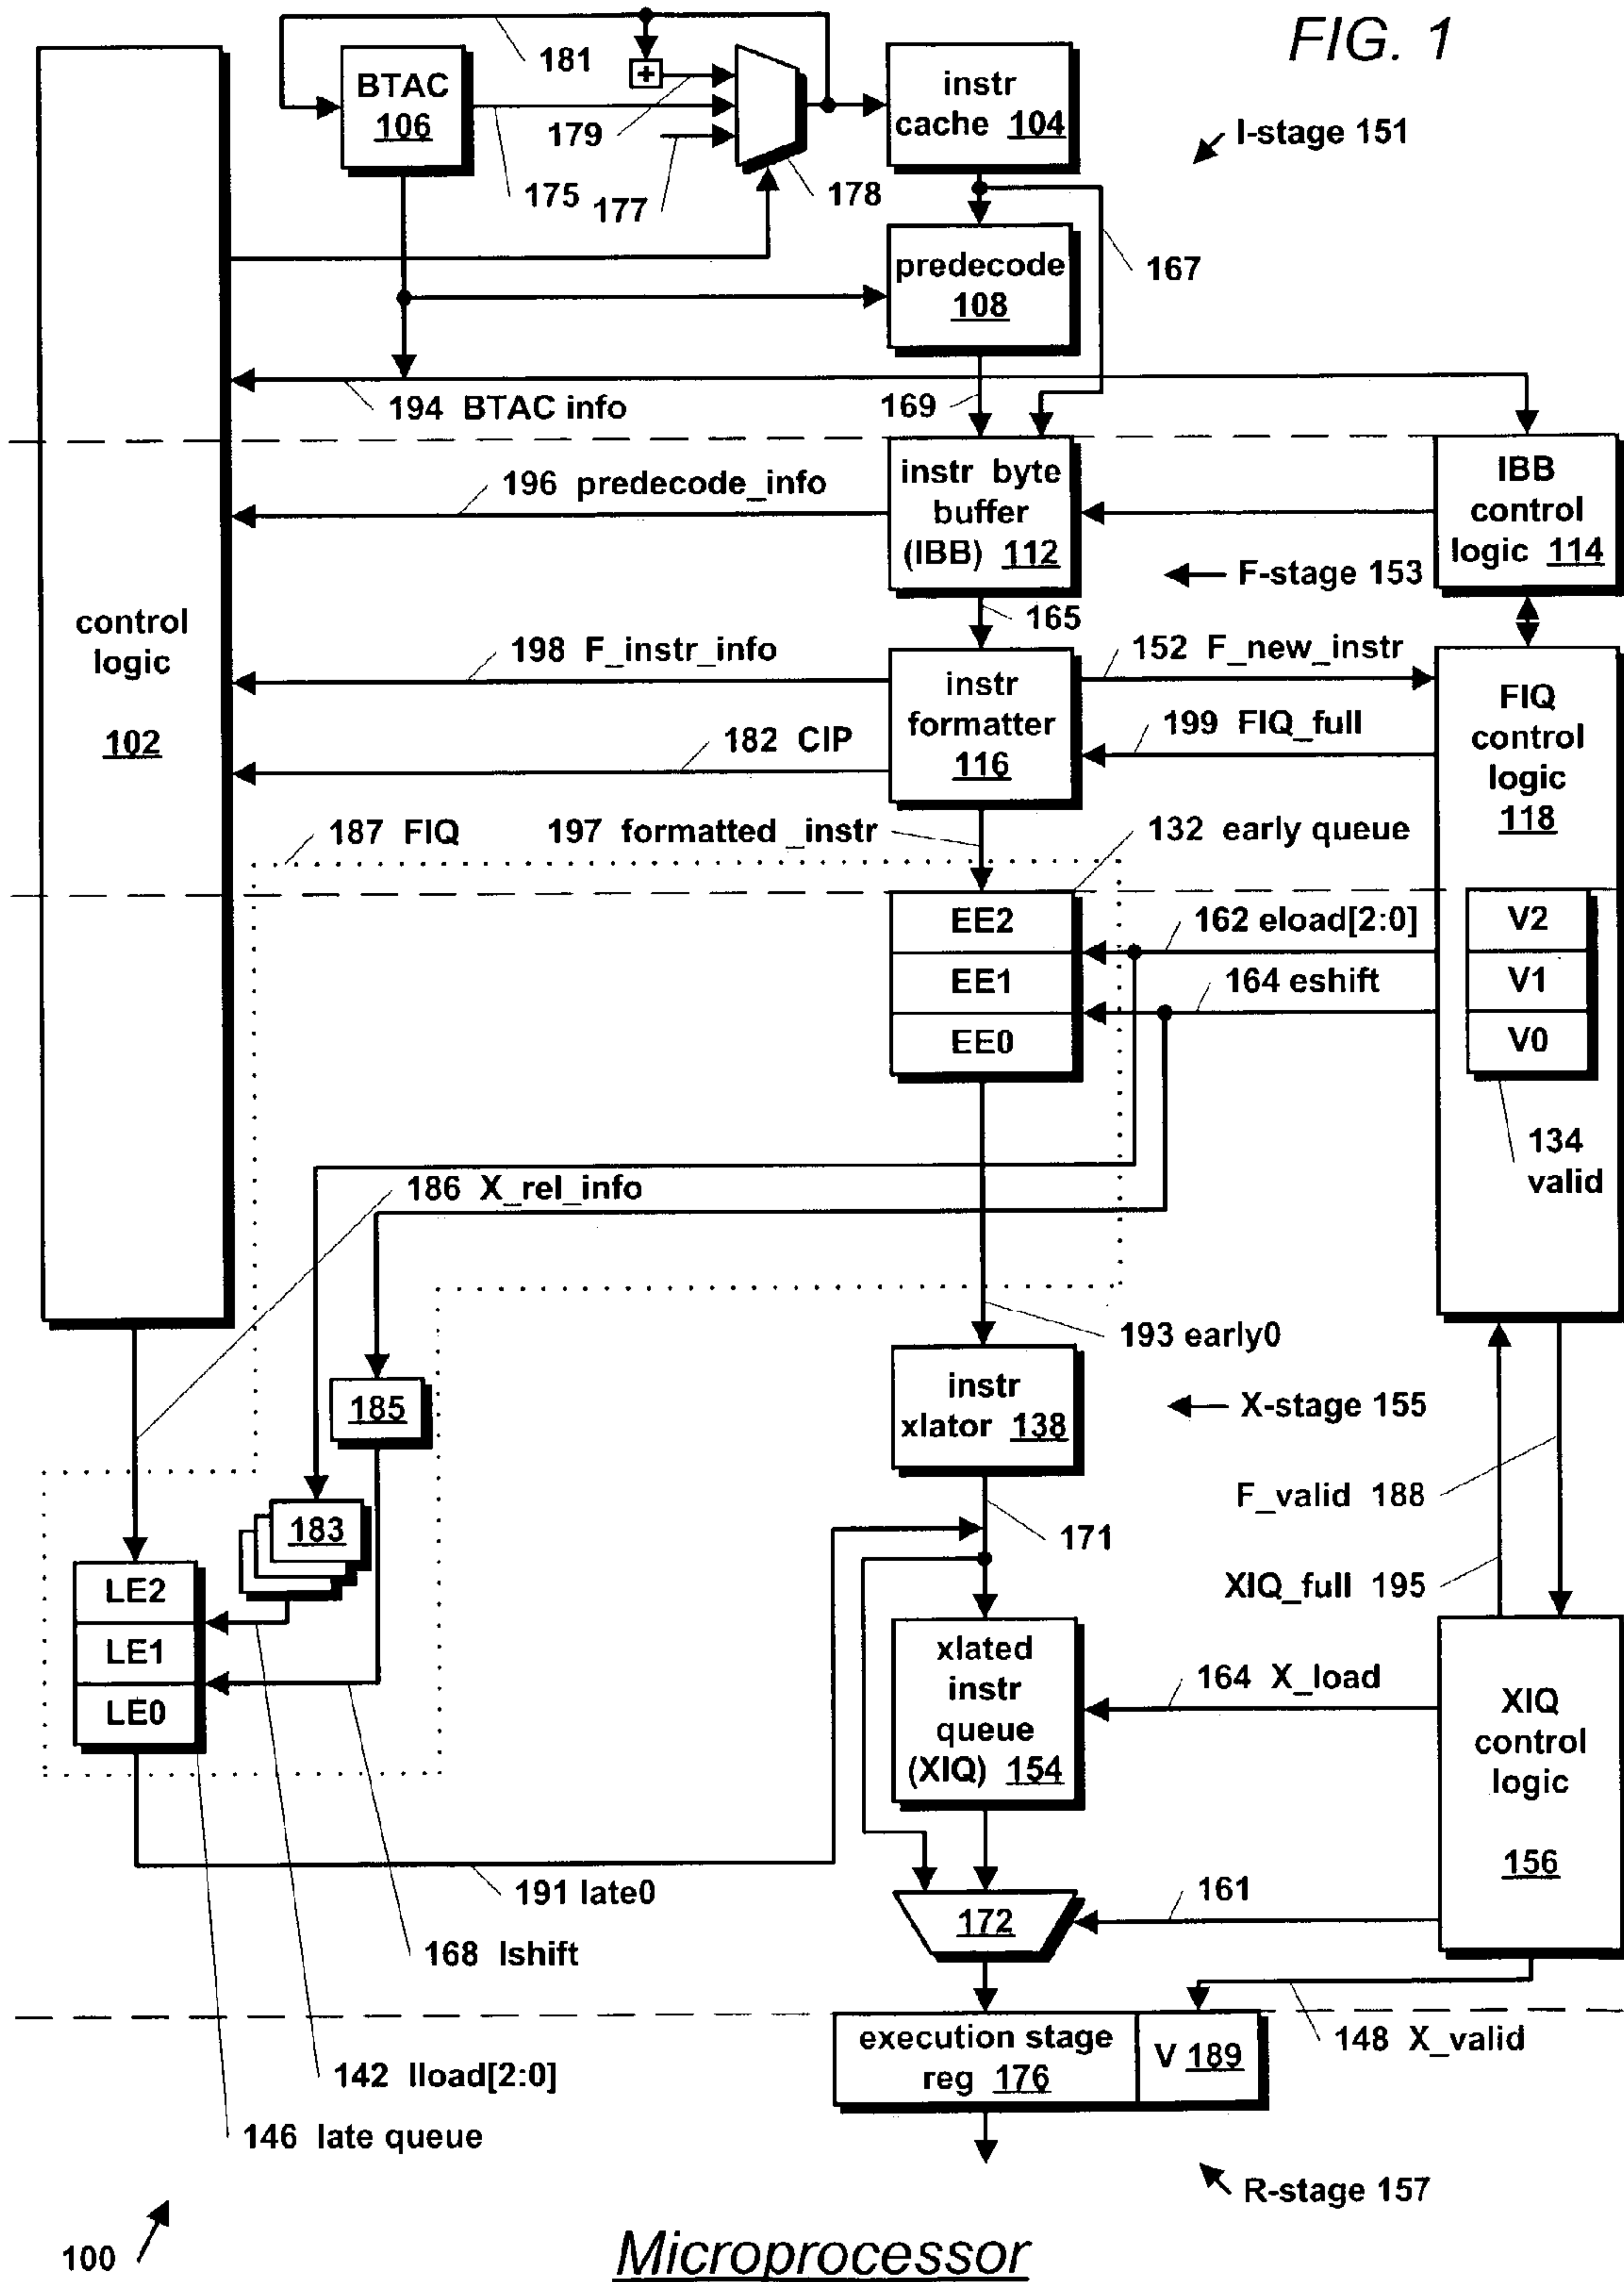 FIG. 1
181
BTAC
106
+
179
175
177
178
instr
cache 104
I-stage 151
predecode
108
167
194 BTAC info
169
196 predecode_info
instr byte
buffer
(IBB) 112
IBB
control
logic 114
F-stage 153
165
control
logic
102
198 F_instr_info
152 F_new_instr
instr
formatter
116
199 FIQ_full
182 CIP
FIQ
control
logic
118
187 FIQ
197 formatted_instr
132 early queue
EE2
EE1
EE0
162 eload[2:0]
164 eshift
V2
V1
V0
134
valid
186 X_rel_info
193 early0
185
instr
xlator 138
X-stage 155
F_valid 188
183
171
XIQ_full 195
LE2
LE1
LE0
xlated
instr
queue
(XIQ) 154
164 X_load
XIQ
control
logic
156
191 late0
172
161
168 lshift
execution stage
reg 176
V 189
148 X_valid
142 lload[2:0]
146 late queue
R-stage 157
100
Microprocessor